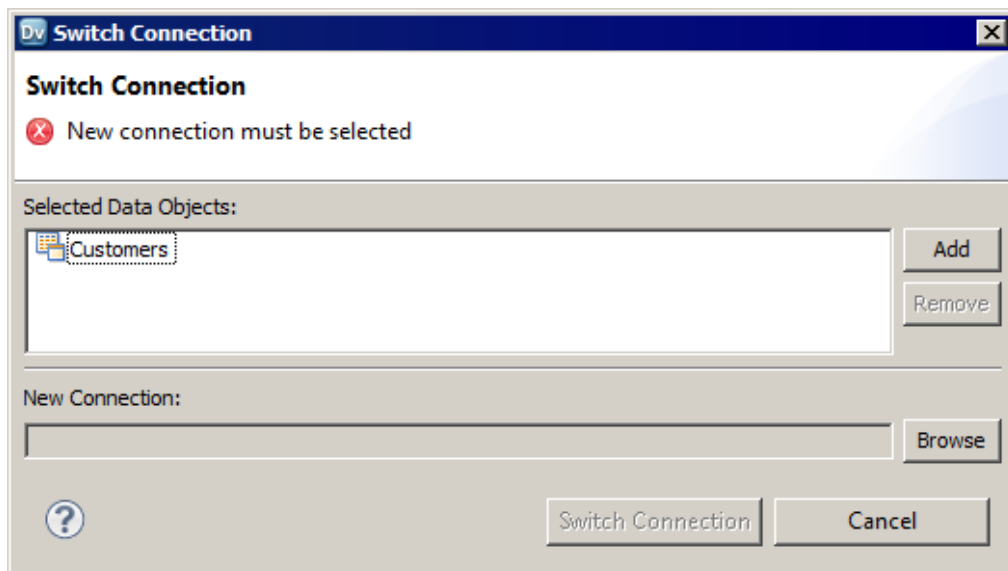 Dv Switch Connection
Switch Connection
New connection must be selected
Selected Data Objects:
Customers
Add
Remove
New Connection:
Browse
?
Switch Connection
Cancel